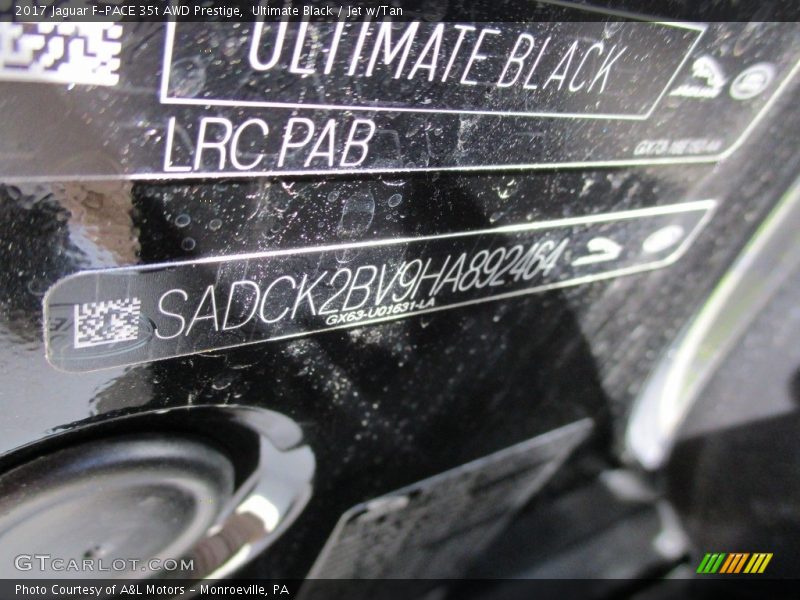 2017 Jaguar F-PACE 35t AWD Prestige,  Ultimate Black / Jet w/Tan
ULTIMATE BLACK
LRC PAB
SADCK2BV9HA892464
GX63-U01631-LA
GTCARLOT.COM
Photo Courtesy of A&L Motors - Monroeville, PA